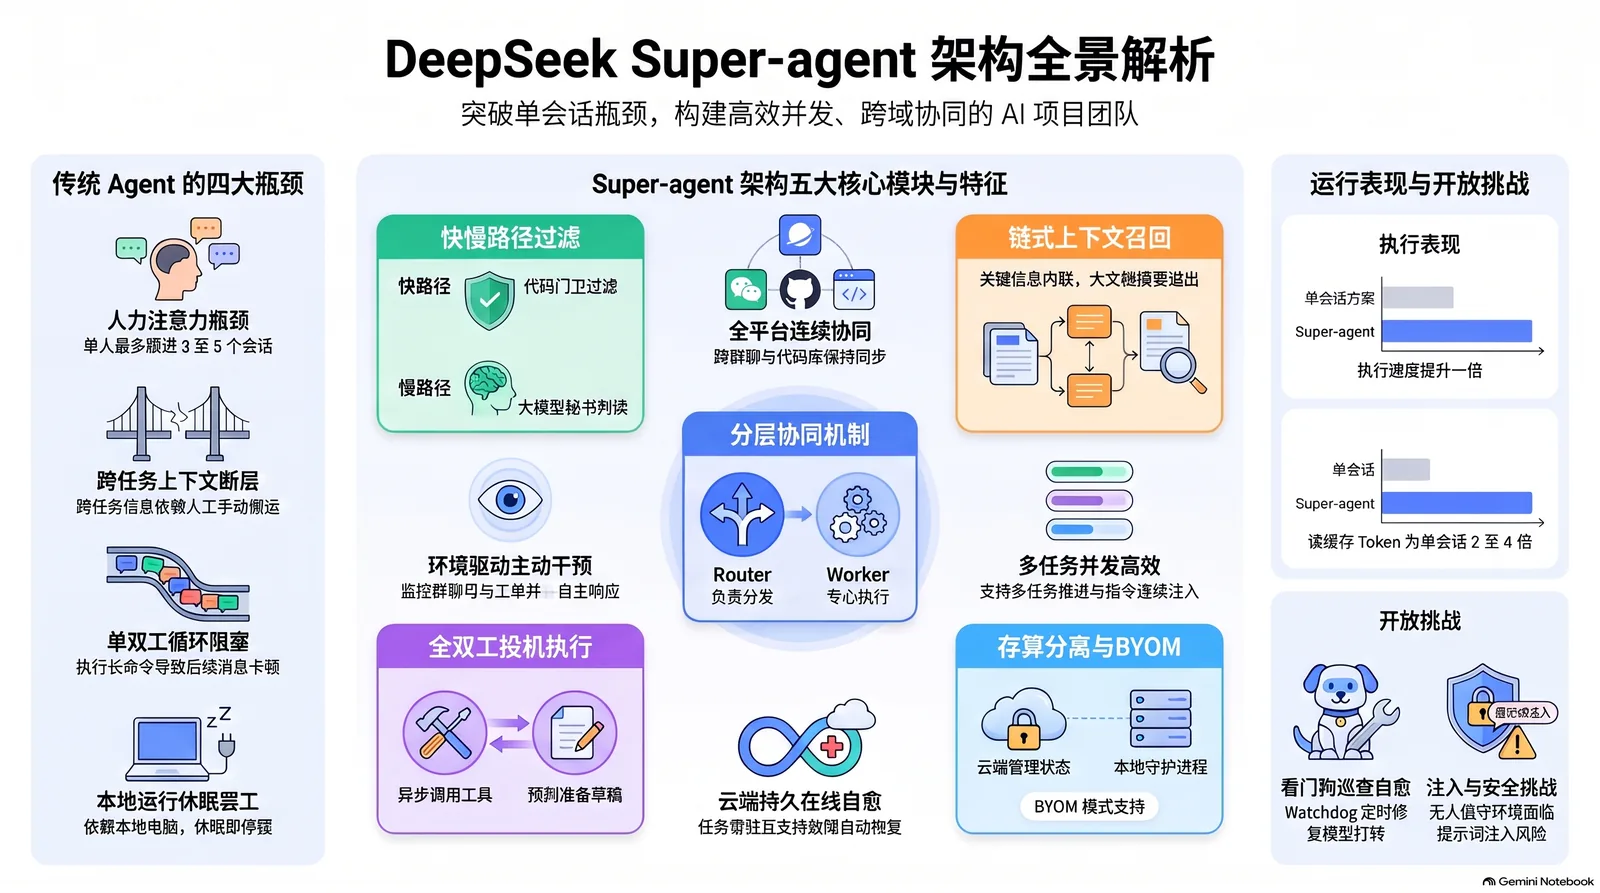 DeepSeek Super-agent 架构全景解析
突破单会话瓶颈，构建高效并发、跨域协同的 AI 项目团队
传统 Agent 的四大瓶颈
人力注意力瓶颈
单人最多顾进 3 至 5 个会话
跨任务上下文断层
跨任务信息依赖人工手动搬运
单双工循环阻塞
执行长命令导致后续消息卡顿
zZ
本地运行休眠罢工
依赖本地电脑，休眠即停
Super-agent 架构五大核心模块与特征
快慢路径过滤
快路径
代码门卫过滤
慢路径
大模型秘书判读
全平台连续协同
跨群聊与代码库保持同步
链式上下文召回
关键信息内联，大文摘要追出
分层协同机制
Router
负责分发
Worker
专心执行
环境驱动主动干预
监控群聊与工单并 自主响应
多任务并发高效
支持多任务推进与指令连续注入
全双工投机执行
异步调用工具
预判准备草稿
云端持久在线自愈
任务驻互支持故自动恢复
存算分离与BYOM
云端管理状态
本地守护进程
BYOM 模式支持
运行表现与开放挑战
执行表现
单会话方案
Super-agent
执行速度提升一倍
单会话
Super-agent
读缓存 Token 为单会话 2 至 4 倍
开放挑战
看门狗巡查自愈
Watchdog 定时修
复模型打转
注入
注入与安全挑战
无人值守环境面临
提示词注入风险
Gemini Notebook